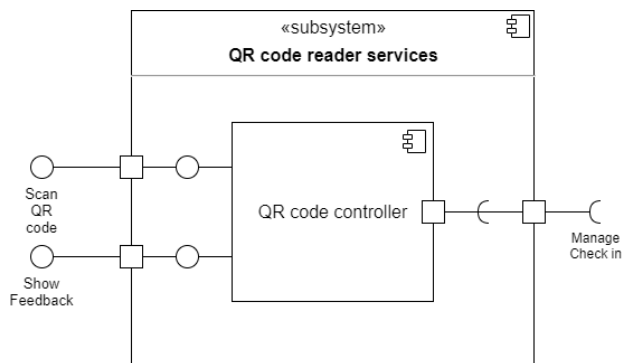 «subsystem»
QR code reader services
Scan
QR
code
QR code controller
Manage
Check in
Show
Feedback